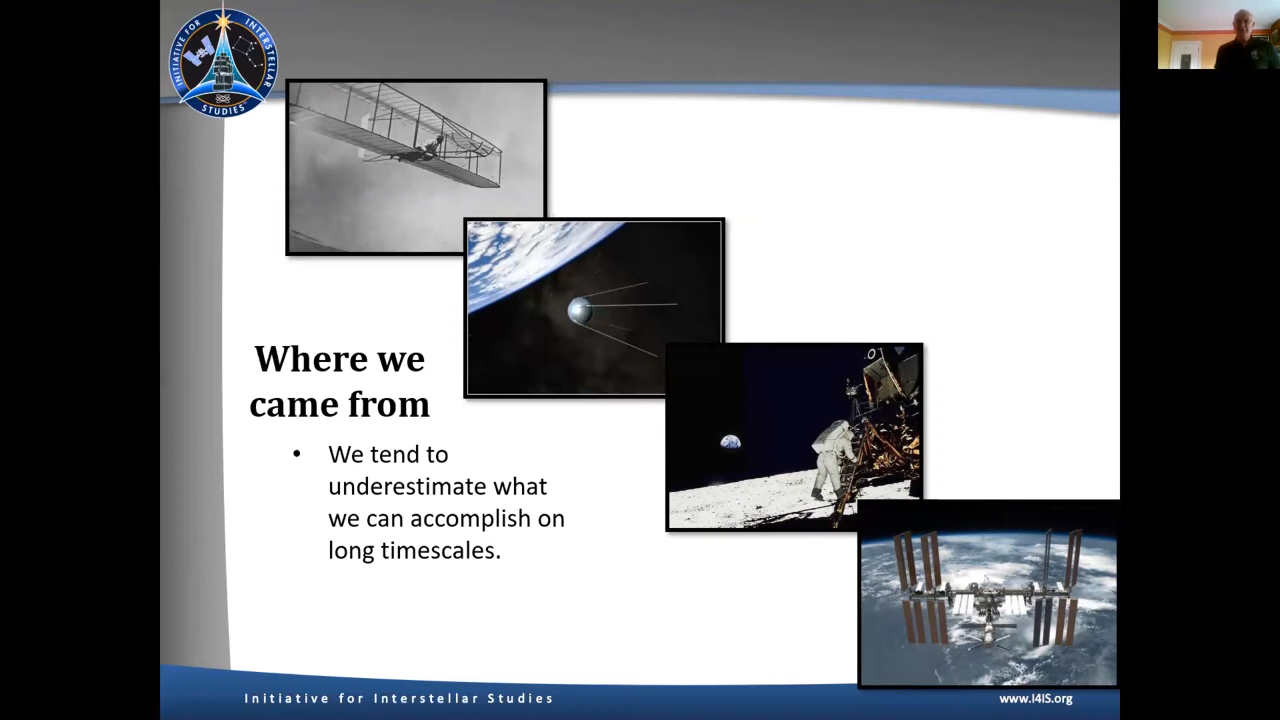 INITIATIVE FOR INTERSTELLAR
STUDIES
Where we
came from
• We tend to
underestimate what
we can accomplish on
long timescales.
Initiative for Interstellar Studies
www.I4IS.org